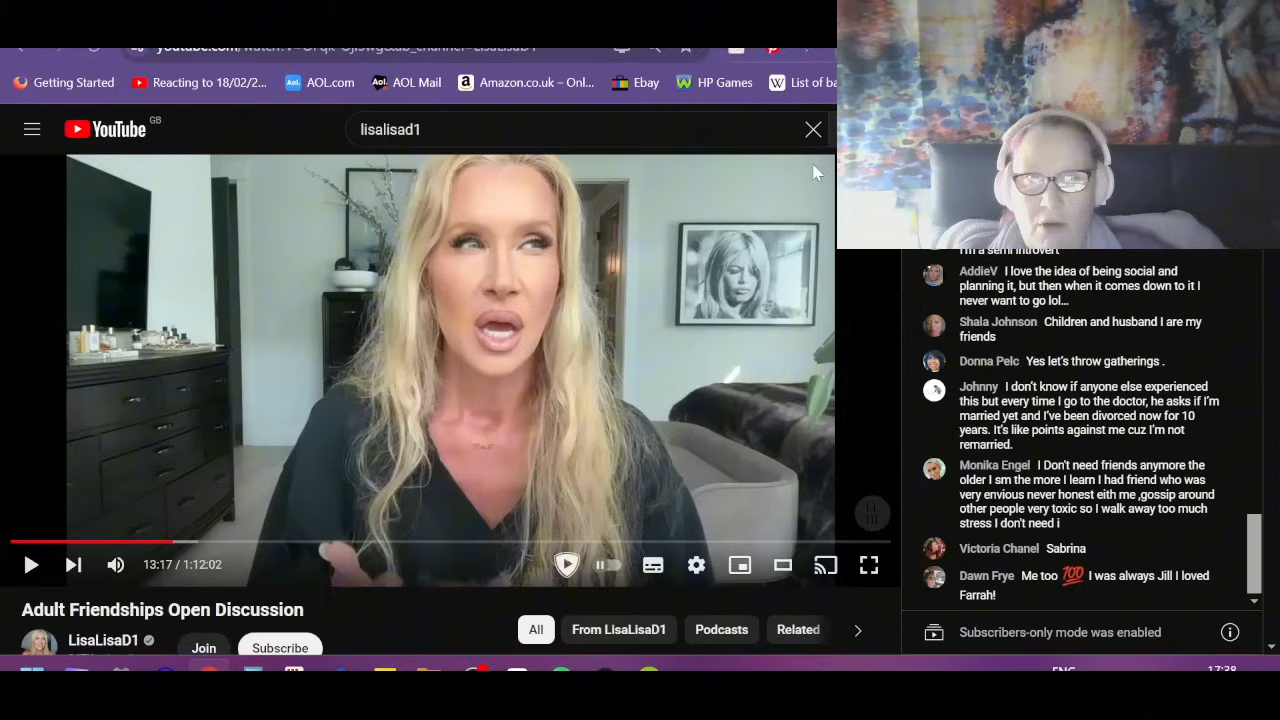 Getting Started
Reacting to 18/02/2...
AOL.com
AOL Mail
Amazon.co.uk – Onl...
Ebay
HP Games
List of ba
YouTube GB
lisalisad1
I'm a semi introvert
AddieV I love the idea of being social and
planning it, but then when it comes down to it I
never want to go lol...
Shala Johnson Children and husband I are my
friends
Donna Pelc Yes let's throw gatherings .
Johnny I don't know if anyone else experienced
this but every time I go to the doctor, he asks if I'm
married yet and I've been divorced now for 10
years. It's like points against me cuz I'm not
remarried.
Monika Engel I Don't need friends anymore the
older I sm the more I learn I had friend who was
very envious never honest eith me ,gossip around
other people very toxic so I walk away too much
stress I don't need i
Victoria Chanel Sabrina
Dawn Frye Me too 💯 I was always Jill I loved
Farrah!
Subscribers-only mode was enabled
13:17 / 1:12:02
Adult Friendships Open Discussion
LisaLisaD1
Join
Subscribe
All
From LisaLisaD1
Podcasts
Related
ENG
17:38